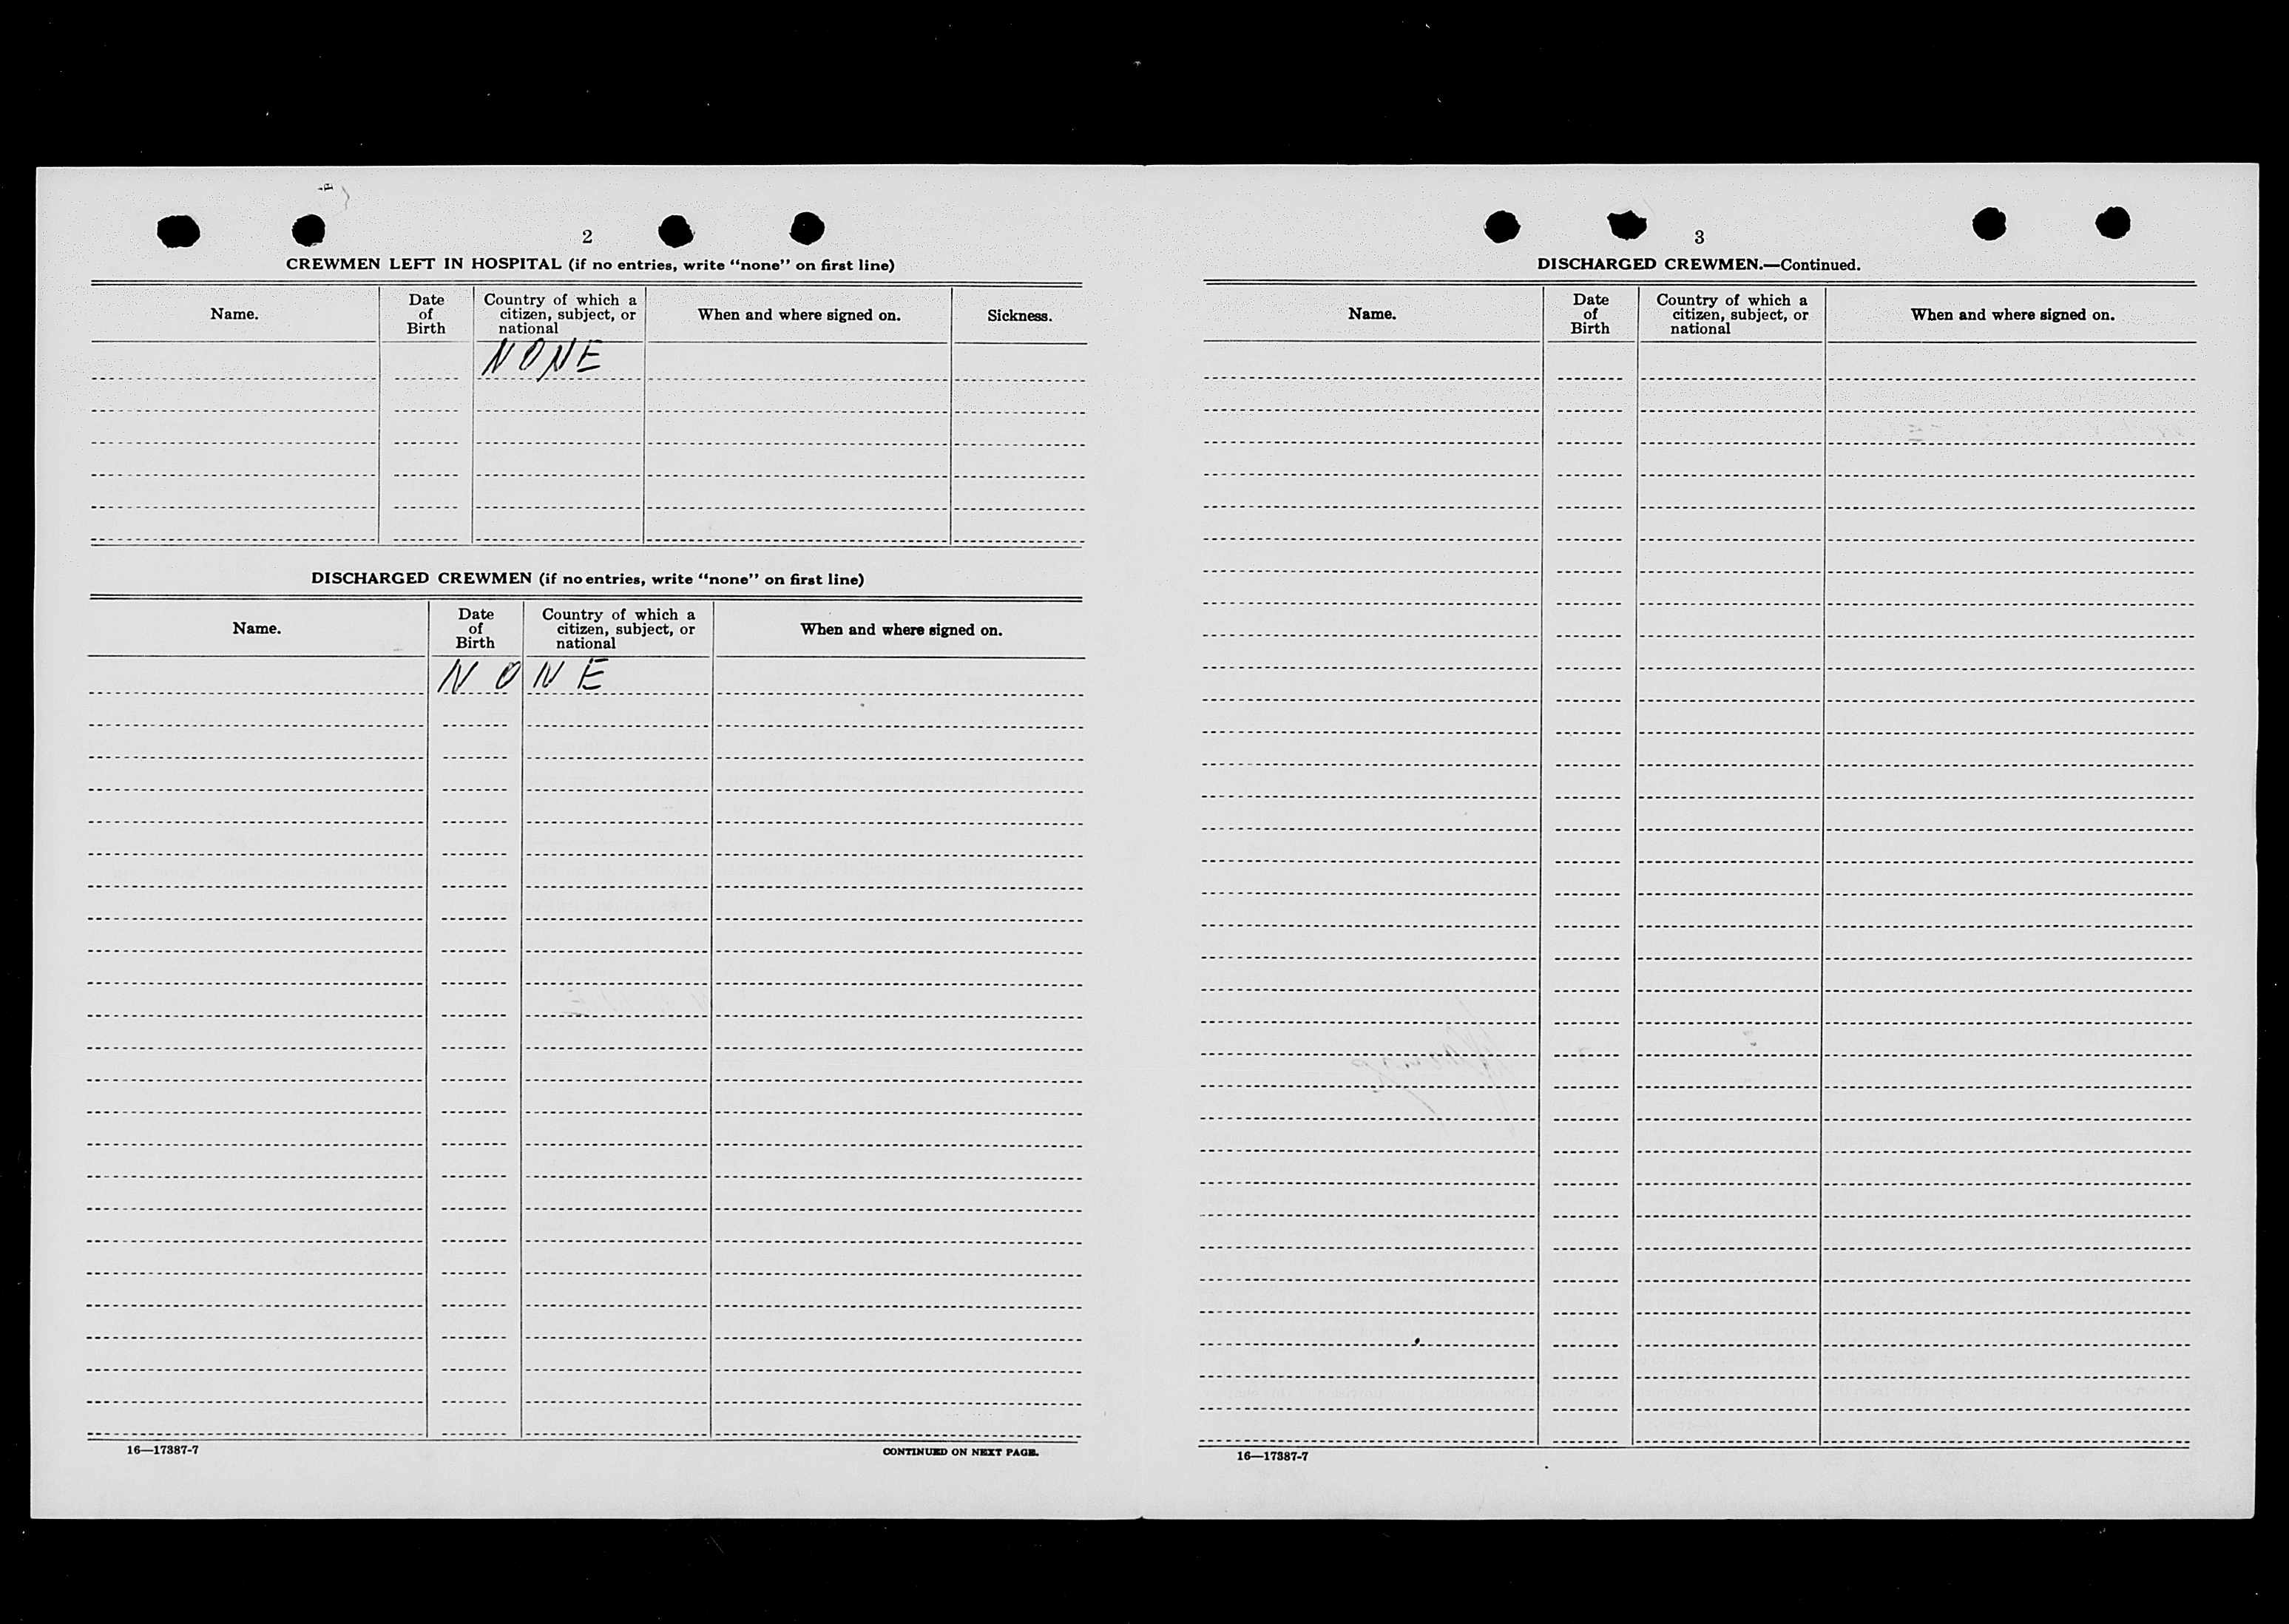 2
CREWMEN LEFT IN HOSPITAL (if no entries, write “none” on first line)
Name.
Date of Birth
Country of which a citizen, subject, or national
When and where signed on.
Sickness.
NONE
DISCHARGED CREWMEN (if no entries, write “none” on first line)
Name.
Date of Birth
Country of which a citizen, subject, or national
When and where signed on.
NONE
16—17387-7
CONTINUED ON NEXT PAGE.
3
DISCHARGED CREWMEN.—Continued.
Name.
Date of Birth
Country of which a citizen, subject, or national
When and where signed on.
16—17387-7